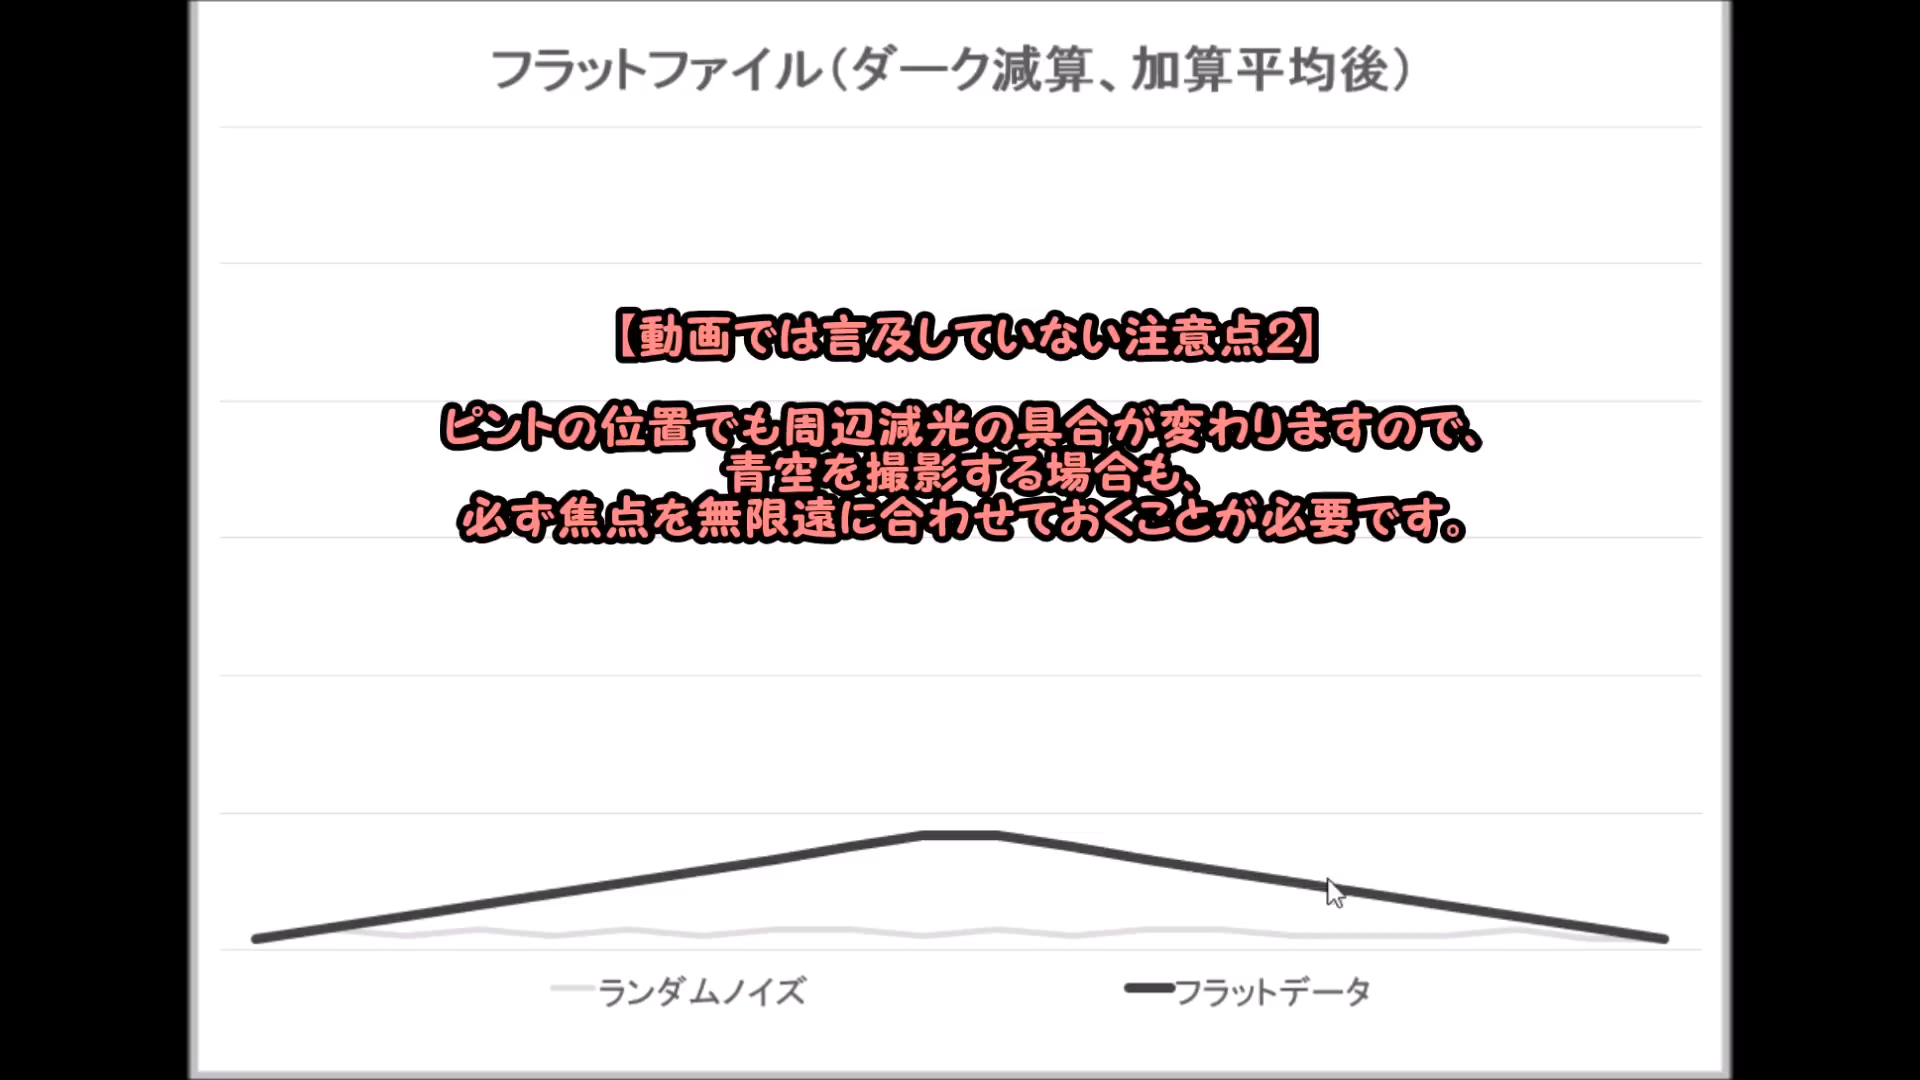 フラットファイル（ダーク減算、加算平均後）
【動画では言及していない注意点2】
ピントの位置でも周辺減光の具合が変わりますので、
青空を撮影する場合も、
必ず焦点を無限遠に合わせておくことが必要です。
ランダムノイズ
フラットデータ